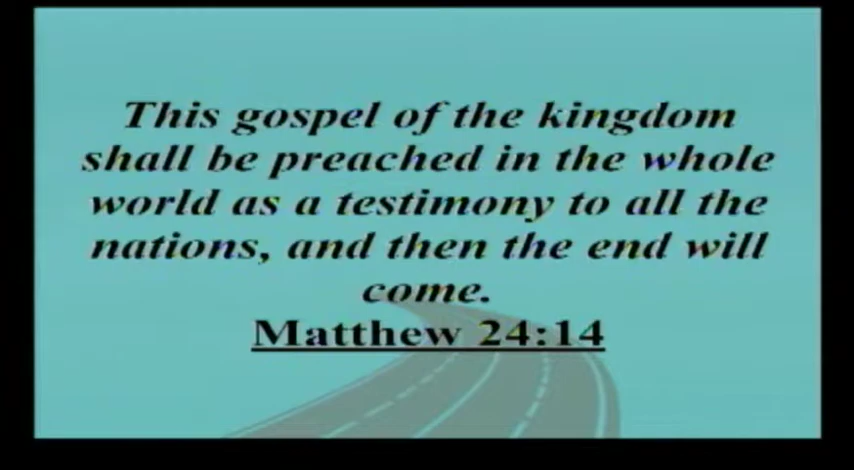 This gospel of the kingdom
shall be preached in the whole
world as a testimony to all the
nations, and then the end will
come.
Matthew 24:14